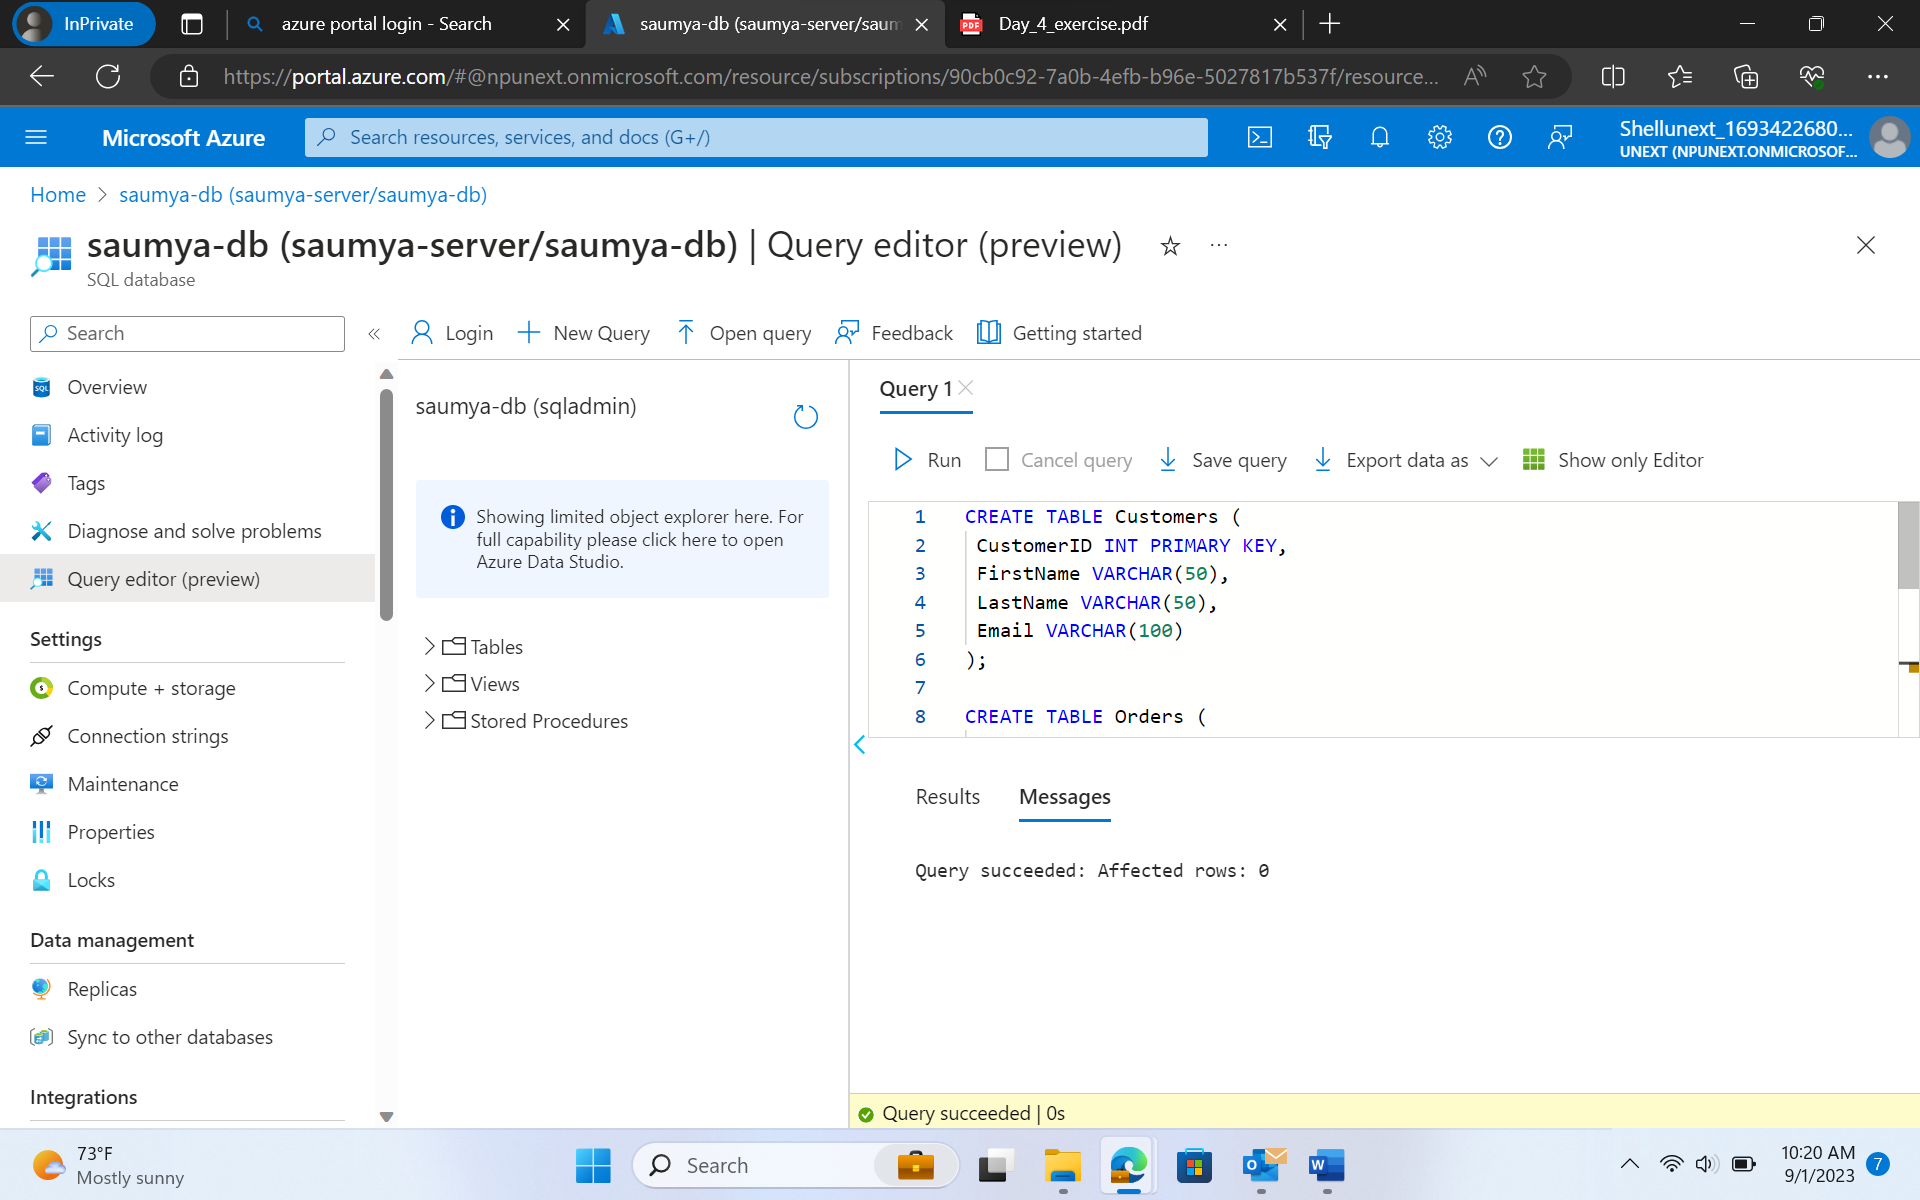 InPrivate
azure portal login - Search
saumya-db (saumya-server/saum
PDF
Day_4_exercise.pdf
https://portal.azure.com/#@npunext.onmicrosoft.com/resource/subscriptions/90cb0c92-7a0b-4efb-b96e-5027817b537f/resource...
Microsoft Azure
Search resources, services, and docs (G+/)
Shellunext_1693422680...
UNEXT (NPUNEXT.ONMICROSOF...
Home > saumya-db (saumya-server/saumya-db)
saumya-db (saumya-server/saumya-db) | Query editor (preview)
SQL database
Search
Login
New Query
Open query
Feedback
Getting started
Overview
Activity log
Tags
Diagnose and solve problems
Query editor (preview)
Settings
Compute + storage
Connection strings
Maintenance
Properties
Locks
Data management
Replicas
Sync to other databases
Integrations
saumya-db (sqladmin)
Showing limited object explorer here. For
full capability please click here to open
Azure Data Studio.
Tables
Views
Stored Procedures
Query 1
Run
Cancel query
Save query
Export data as
Show only Editor
1 CREATE TABLE Customers (
2 CustomerID INT PRIMARY KEY,
3 FirstName VARCHAR(50),
4 LastName VARCHAR(50),
5 Email VARCHAR(100)
6 );
7
8 CREATE TABLE Orders (
Results
Messages
Query succeeded: Affected rows: 0
Query succeeded | 0s
73°F
Mostly sunny
Search
10:20 AM
9/1/2023
7